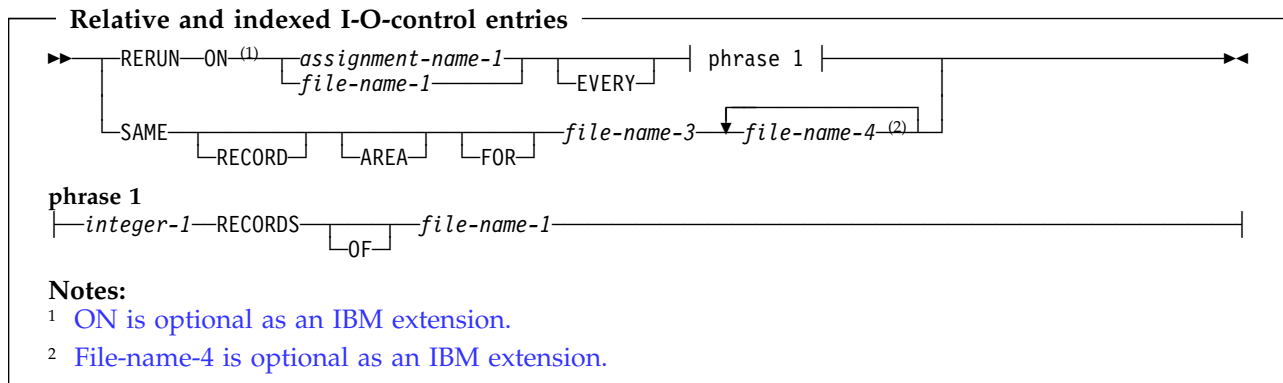 Relative and indexed I-O-control entries
RERUN ON (1) assignment-name-1 phrase 1
file-name-1 EVERY
SAME file-name-3 file-name-4 (2)
RECORD AREA FOR
phrase 1
integer-1 RECORDS file-name-1
OF
Notes:
1 ON is optional as an IBM extension.
2 File-name-4 is optional as an IBM extension.